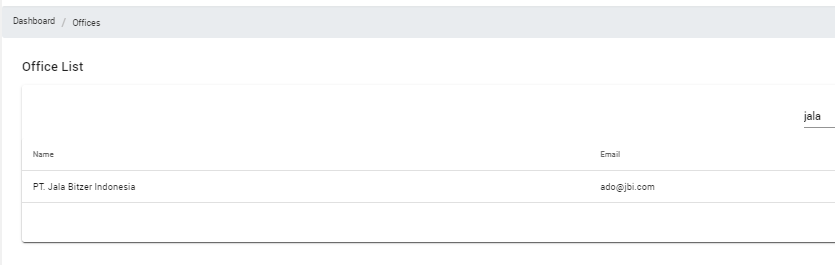 Dashboard / Offices
Office List
jala
Name Email
PT. Jala Bitzer Indonesia ado@jbi.com